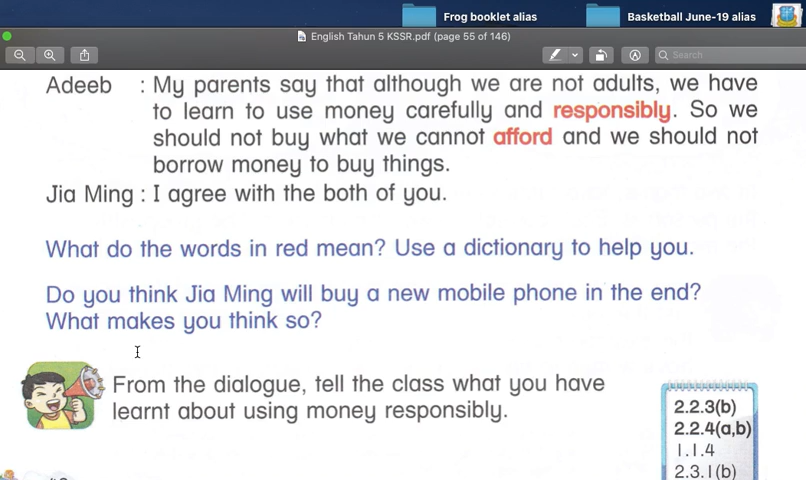 Frog booklet alias
Basketball June-19 alias
English Tahun 5 KSSR.pdf (page 55 of 146)
Search
Adeeb : My parents say that although we are not adults, we have
to learn to use money carefully and responsibly. So we
should not buy what we cannot afford and we should not
borrow money to buy things.
Jia Ming : I agree with the both of you.
What do the words in red mean? Use a dictionary to help you.
Do you think Jia Ming will buy a new mobile phone in the end?
What makes you think so?
From the dialogue, tell the class what you have
learnt about using money responsibly.
2.2.3(b)
2.2.4(a,b)
1.1.4
2.3.1(b)